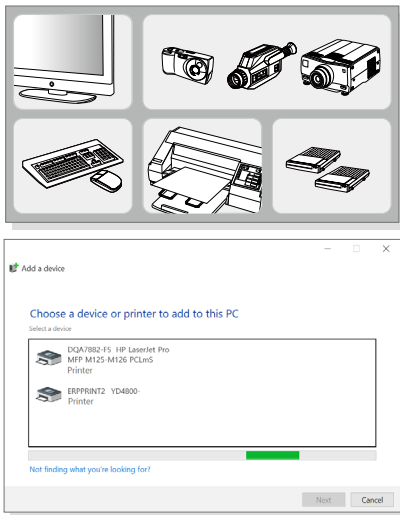 Add a device
Choose a device or printer to add to this PC
Select a device
DQA7882-F5 HP LaserJet Pro
MFP M125-M126 PCLmS
Printer
ERPPRINT2 YD4800-
Printer
Not finding what you're looking for?
Next
Cancel